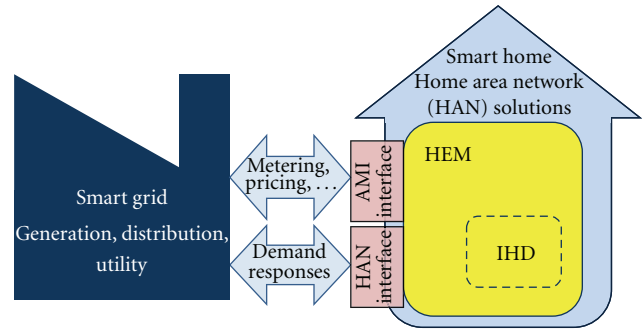 Smart grid
Generation, distribution,
utility
Metering,
pricing, …
Demand
responses
AMI
interface
HAN
interface
Smart home
Home area network
(HAN) solutions
HEM
IHD